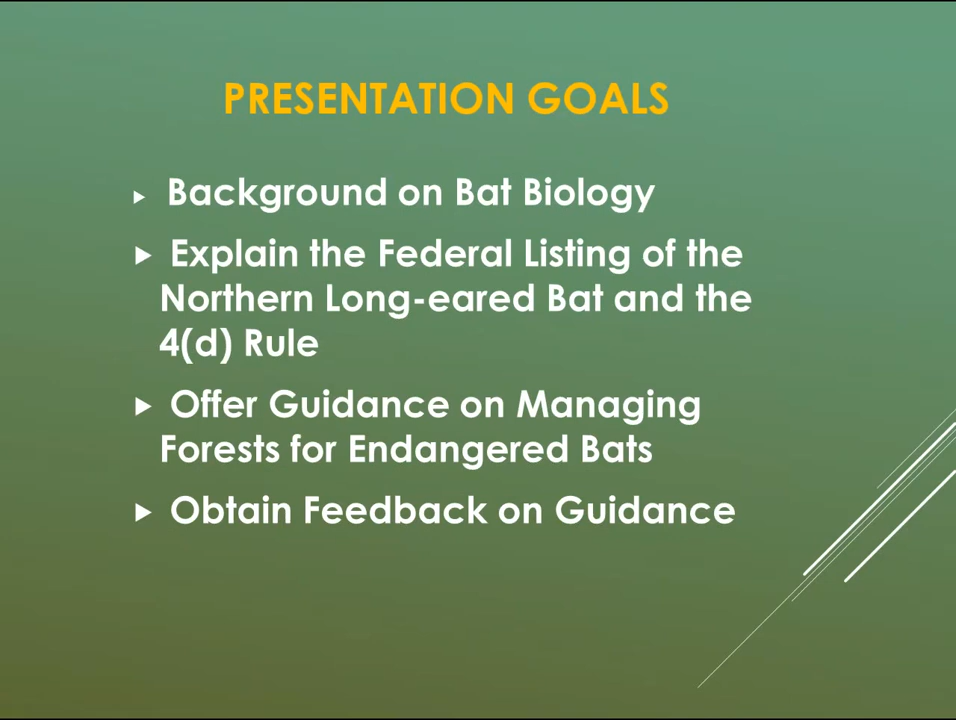 PRESENTATION GOALS
Background on Bat Biology
Explain the Federal Listing of the
Northern Long-eared Bat and the
4(d) Rule
Offer Guidance on Managing
Forests for Endangered Bats
Obtain Feedback on Guidance